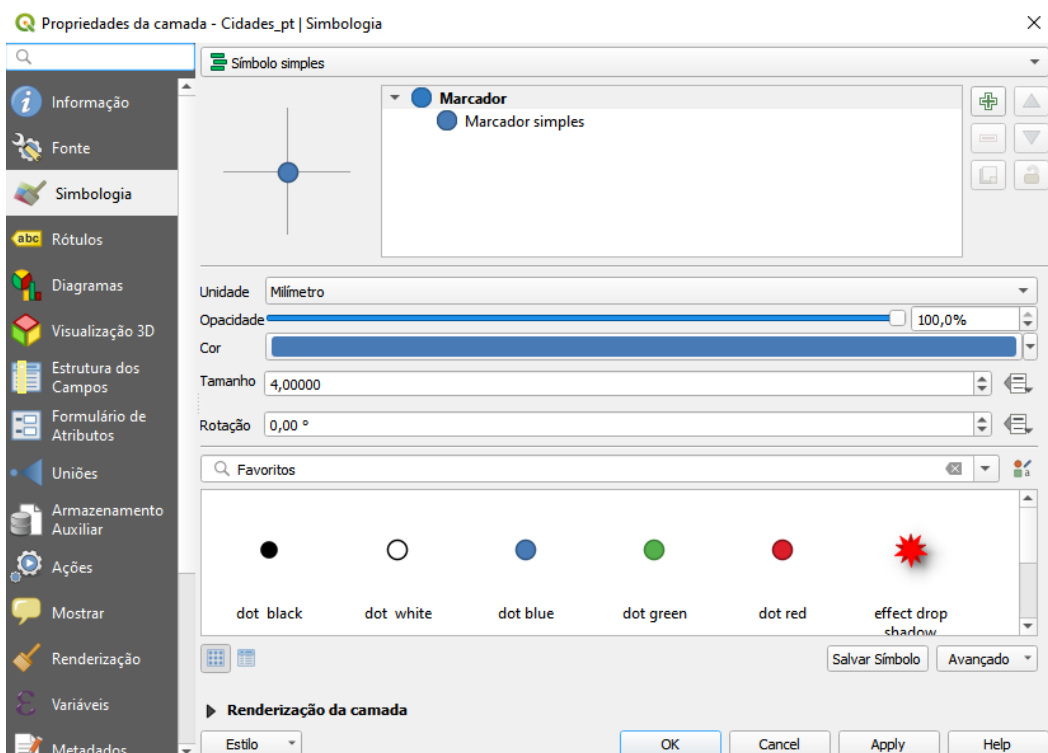 Propriedades da camada - Cidades_pt | Simbologia
Informação
Fonte
Simbologia
abc Rótulos
Diagramas
Visualização 3D
Estrutura dos
Campos
Formulário de
Atributos
Uniões
Armazenamento
Auxiliar
Ações
Mostrar
Renderização
Variáveis
Metadados
Símbolo simples
Marcador
Marcador simples
Unidade Milímetro
Opacidade 100,0%
Cor
Tamanho 4,00000
Rotação 0,00 °
Favoritos
dot black dot white dot blue dot green dot red effect drop
shadow
Salvar Símbolo Avançado
Renderização da camada
Estilo OK Cancel Apply Help